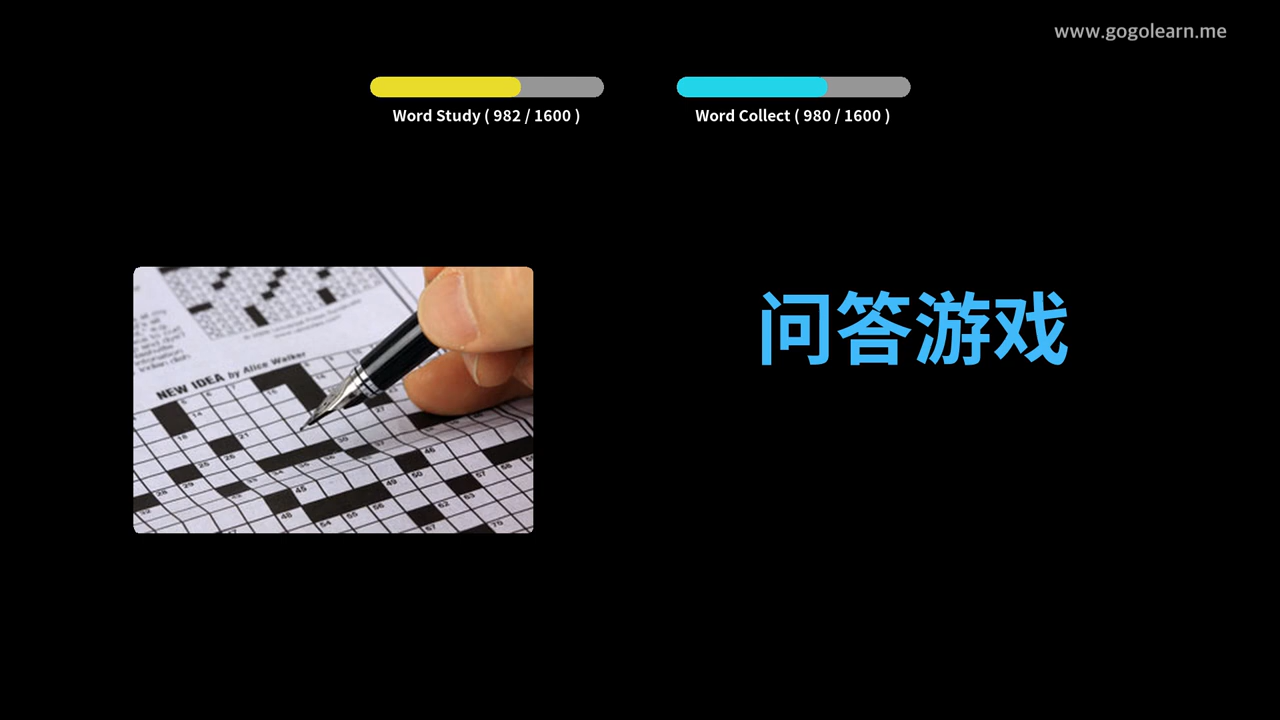 www.gogolearn.me
Word Study ( 982 / 1600 )
Word Collect ( 980 / 1600 )
问答游戏
NEW IDEA by Alice Walker